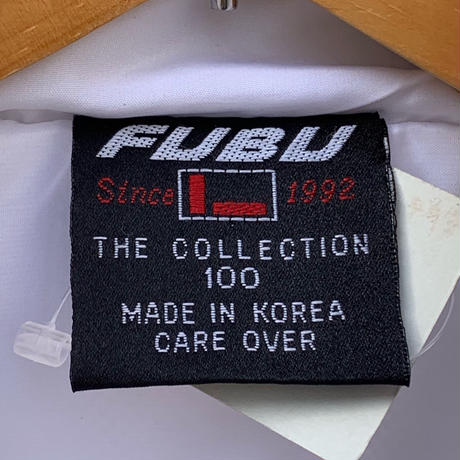 FUBU
Since L 1992
THE COLLECTION
100
MADE IN KOREA
CARE OVER